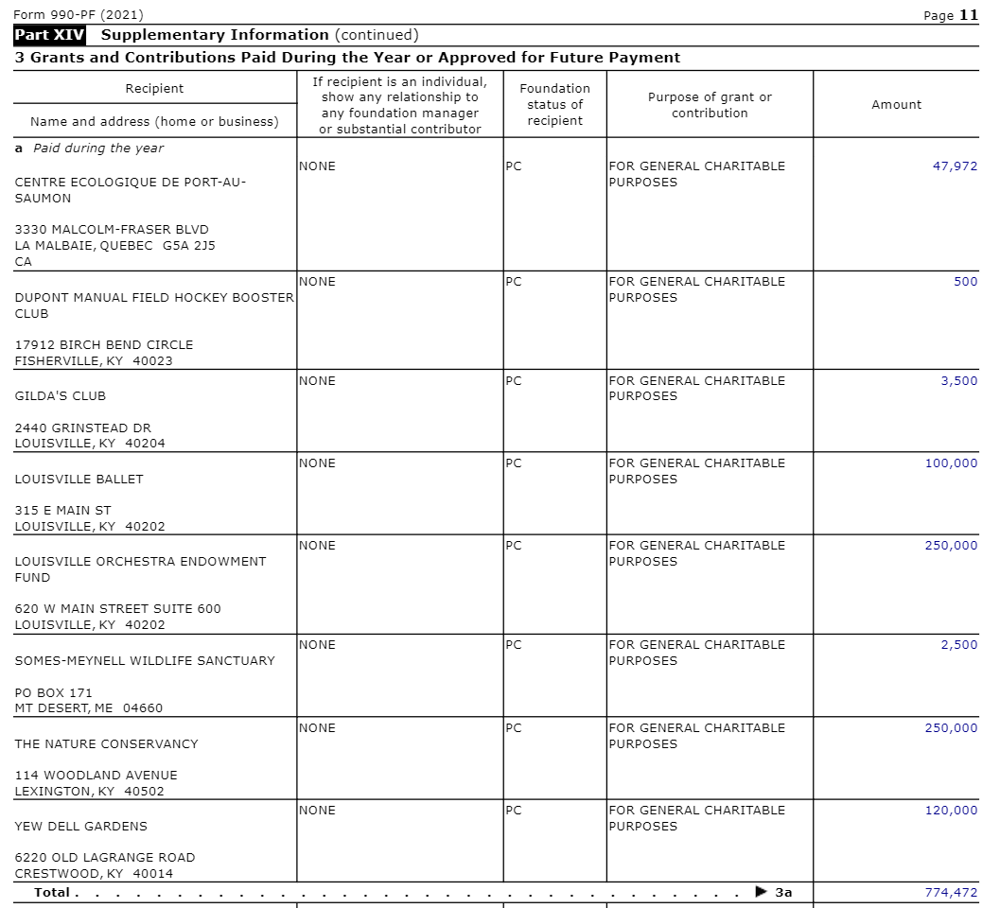 Form 990-PF (2021) Page 11
Part XIV Supplementary Information (continued)
3 Grants and Contributions Paid During the Year or Approved for Future Payment
Recipient
Name and address (home or business)
If recipient is an individual,
show any relationship to
any foundation manager
or substantial contributor
Foundation
status of
recipient
Purpose of grant or
contribution
Amount
a Paid during the year
NONE PC FOR GENERAL CHARITABLE 47,972
PURPOSES
CENTRE ECOLOGIQUE DE PORT-AU-
SAUMON
3330 MALCOLM-FRASER BLVD
LA MALBAIE, QUEBEC G5A 2J5
CA
NONE PC FOR GENERAL CHARITABLE 500
PURPOSES
DUPONT MANUAL FIELD HOCKEY BOOSTER
CLUB
17912 BIRCH BEND CIRCLE
FISHERVILLE, KY 40023
NONE PC FOR GENERAL CHARITABLE 3,500
PURPOSES
GILDA'S CLUB
2440 GRINSTEAD DR
LOUISVILLE, KY 40204
NONE PC FOR GENERAL CHARITABLE 100,000
PURPOSES
LOUISVILLE BALLET
315 E MAIN ST
LOUISVILLE, KY 40202
NONE PC FOR GENERAL CHARITABLE 250,000
PURPOSES
LOUISVILLE ORCHESTRA ENDOWMENT
FUND
620 W MAIN STREET SUITE 600
LOUISVILLE, KY 40202
NONE PC FOR GENERAL CHARITABLE 2,500
PURPOSES
SOMES-MEYNELL WILDLIFE SANCTUARY
PO BOX 171
MT DESERT, ME 04660
NONE PC FOR GENERAL CHARITABLE 250,000
PURPOSES
THE NATURE CONSERVANCY
114 WOODLAND AVENUE
LEXINGTON, KY 40502
NONE PC FOR GENERAL CHARITABLE 120,000
PURPOSES
YEW DELL GARDENS
6220 OLD LAGRANGE ROAD
CRESTWOOD, KY 40014
Total . . . . . . . . . . . . . . . . . . . . . . . . . ▶ 3a 774,472